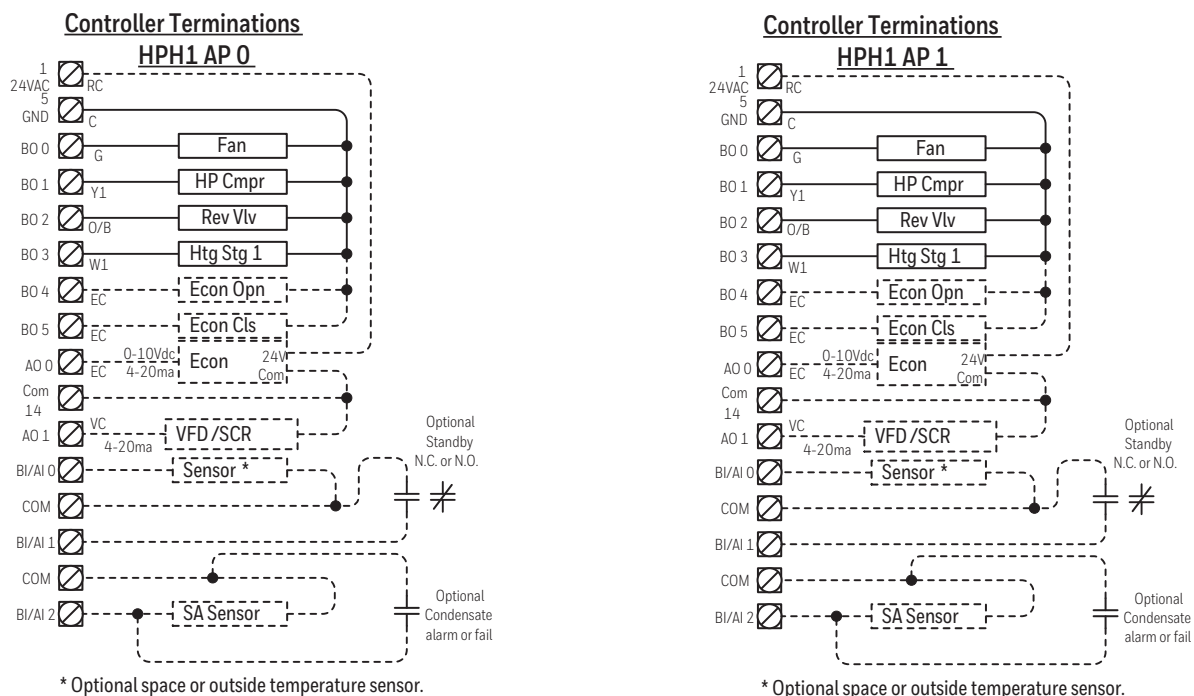 Controller Terminations
HPH1 AP 0
1
24VAC
RC
5
GND
C
BO 0
G
Fan
BO 1
Y1
HP Cmpr
BO 2
O/B
Rev Vlv
BO 3
W1
Htg Stg 1
BO 4
EC
Econ Opn
BO 5
EC
Econ Cls
AO 0
EC
0-10Vdc
4-20ma
Econ
24V
Com
Com
14
AO 1
VC
4-20ma
VFD /SCR
BI/AI 0
Sensor *
COM
Optional
Standby
N.C. or N.O.
BI/AI 1
COM
BI/AI 2
SA Sensor
Optional
Condensate
alarm or fail
* Optional space or outside temperature sensor.
Controller Terminations
HPH1 AP 1
1
24VAC
RC
5
GND
C
BO 0
G
Fan
BO 1
Y1
HP Cmpr
BO 2
O/B
Rev Vlv
BO 3
W1
Htg Stg 1
BO 4
EC
Econ Opn
BO 5
EC
Econ Cls
AO 0
EC
0-10Vdc
4-20ma
Econ
24V
Com
Com
14
AO 1
VC
4-20ma
VFD /SCR
BI/AI 0
Sensor *
COM
Optional
Standby
N.C. or N.O.
BI/AI 1
COM
BI/AI 2
SA Sensor
Optional
Condensate
alarm or fail
* Optional space or outside temperature sensor.